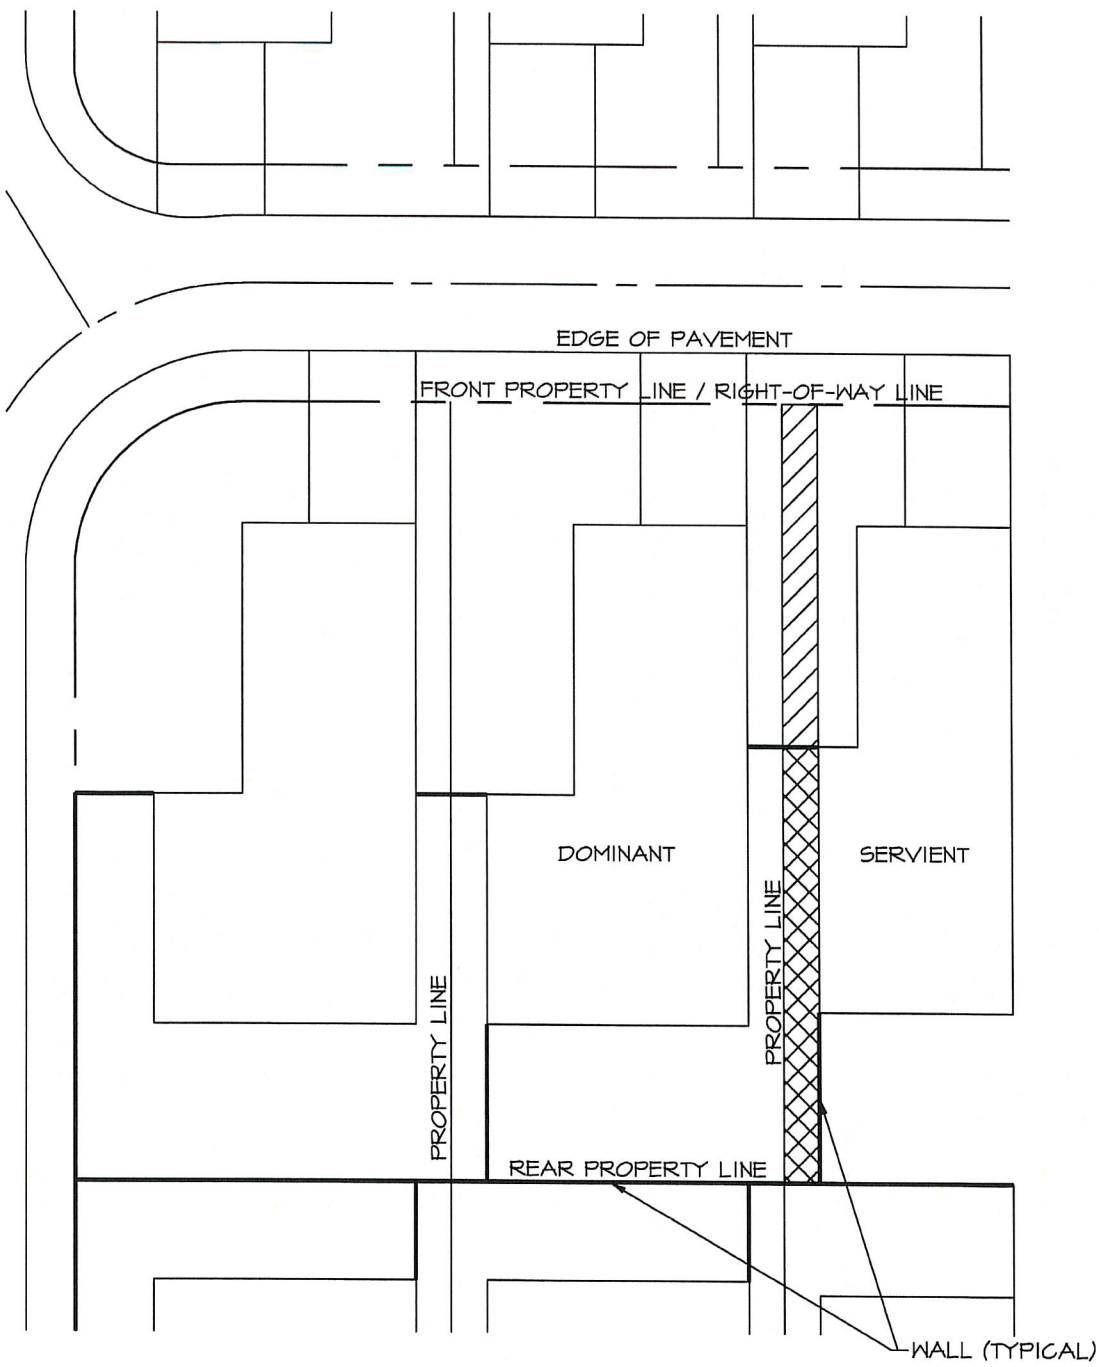 EDGE OF PAVEMENT
FRONT PROPERTY LINE / RIGHT-OF-WAY LINE
DOMINANT
SERVIENT
PROPERTY LINE
PROPERTY LINE
REAR PROPERTY LINE
WALL (TYPICAL)